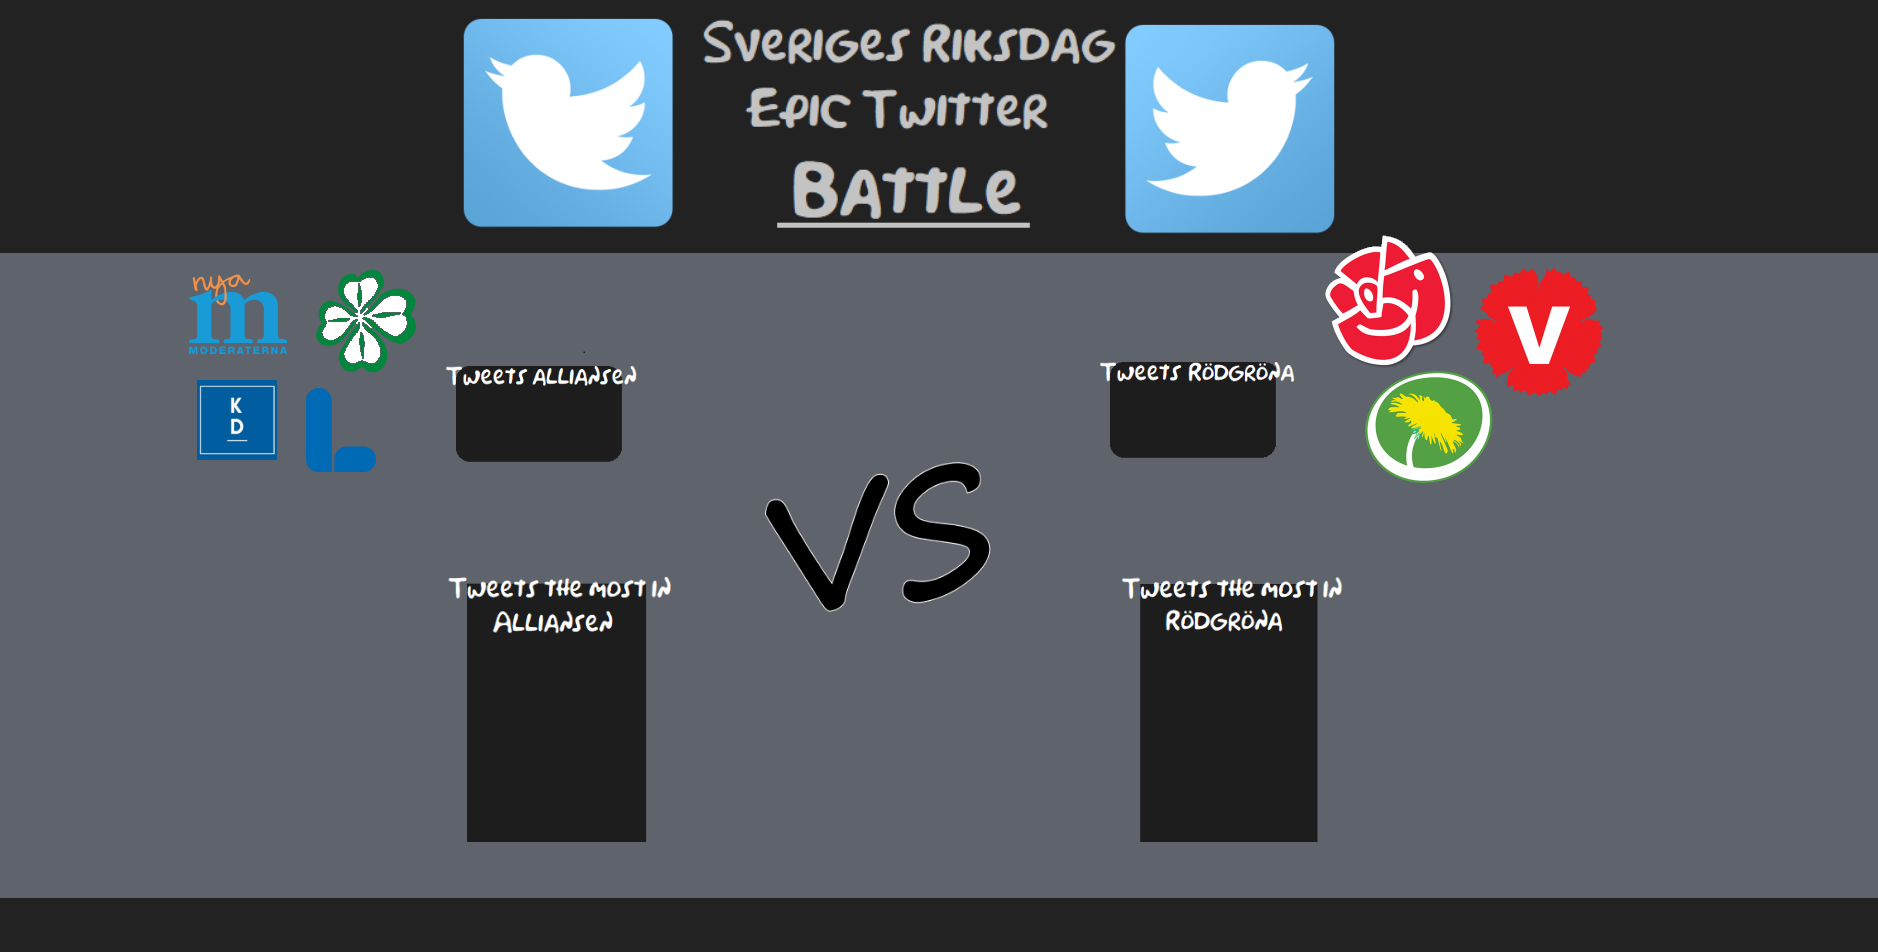 Sveriges Riksdag
Epic Twitter
Battle
nya
m
MODERATERNA
K
D
Tweets Alliansen
Tweets Rödgröna
V
VS
Tweets the most in
Alliansen
Tweets the most in
Rödgröna